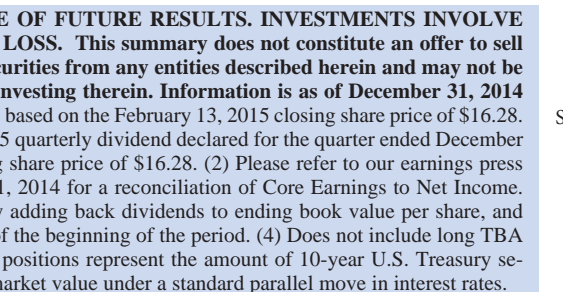 E OF FUTURE RESULTS. INVESTMENTS INVOLVE
LOSS. This summary does not constitute an offer to sell
curities from any entities described herein and may not be
nvesting therein. Information is as of December 31, 2014
based on the February 13, 2015 closing share price of $16.28.
5 quarterly dividend declared for the quarter ended December
g share price of $16.28. (2) Please refer to our earnings press
1, 2014 for a reconciliation of Core Earnings to Net Income.
y adding back dividends to ending book value per share, and
of the beginning of the period. (4) Does not include long TBA
positions represent the amount of 10-year U.S. Treasury se-
market value under a standard parallel move in interest rates.
S